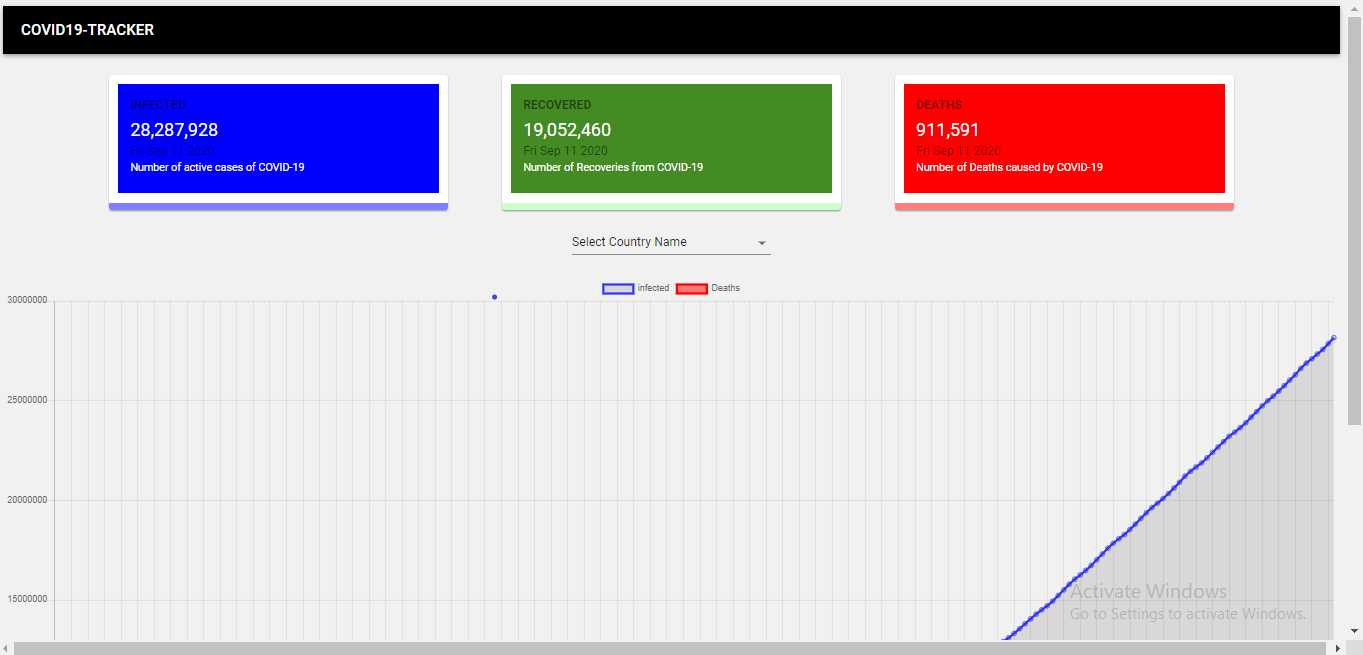 COVID19-TRACKER
INFECTED
28,287,928
Fri Sep 11 2020
Number of active cases of COVID-19
RECOVERED
19,052,460
Fri Sep 11 2020
Number of Recoveries from COVID-19
DEATHS
911,591
Fri Sep 11 2020
Number of Deaths caused by COVID-19
Select Country Name
infected
Deaths
30000000
25000000
20000000
15000000
Activate Windows
Go to Settings to activate Windows.